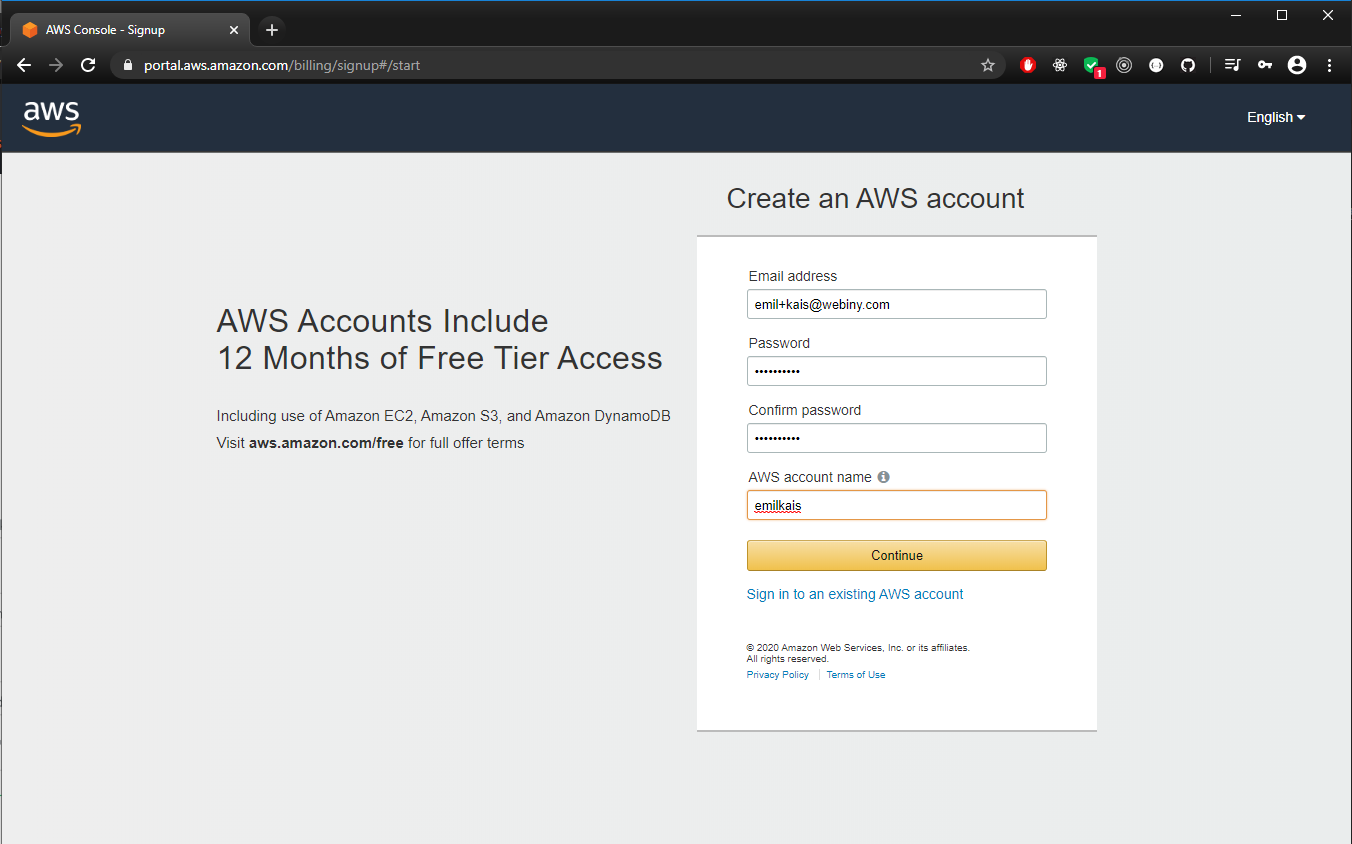 AWS Console - Signup
portal.aws.amazon.com/billing/signup#/start
1
aws
English
Create an AWS account
AWS Accounts Include
12 Months of Free Tier Access
Including use of Amazon EC2, Amazon S3, and Amazon DynamoDB
Visit aws.amazon.com/free for full offer terms
Email address
emil+kais@webiny.com
Password
••••••••••
Confirm password
••••••••••
AWS account name
emilkais
Continue
Sign in to an existing AWS account
© 2020 Amazon Web Services, Inc. or its affiliates.
All rights reserved.
Privacy Policy | Terms of Use